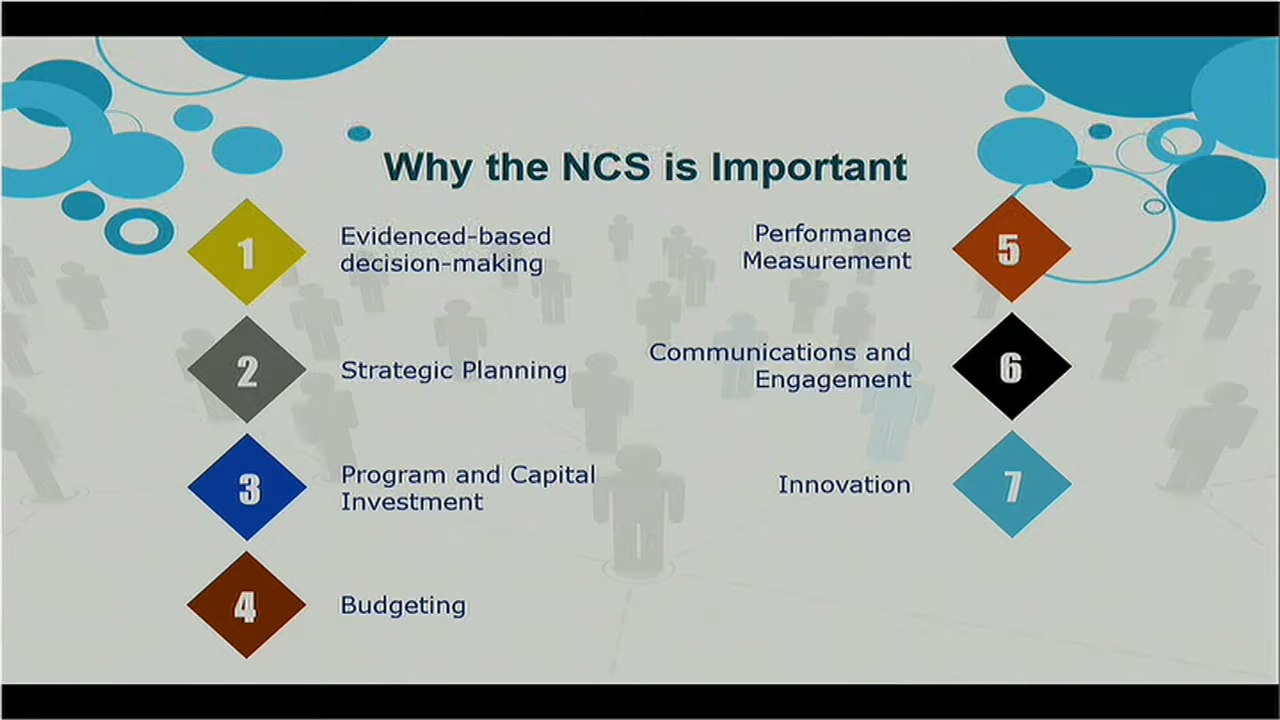 Why the NCS is Important
1
Evidenced-based
decision-making
2
Strategic Planning
3
Program and Capital
Investment
4
Budgeting
Performance
Measurement
5
Communications and
Engagement
6
Innovation
7